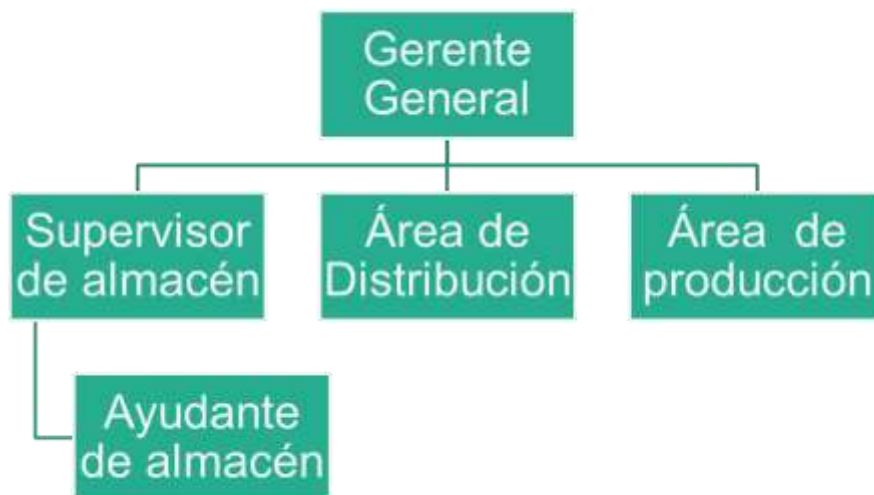 Gerente
General
Supervisor
de almacén
Área de
Distribución
Área de
producción
Ayudante
de almacén